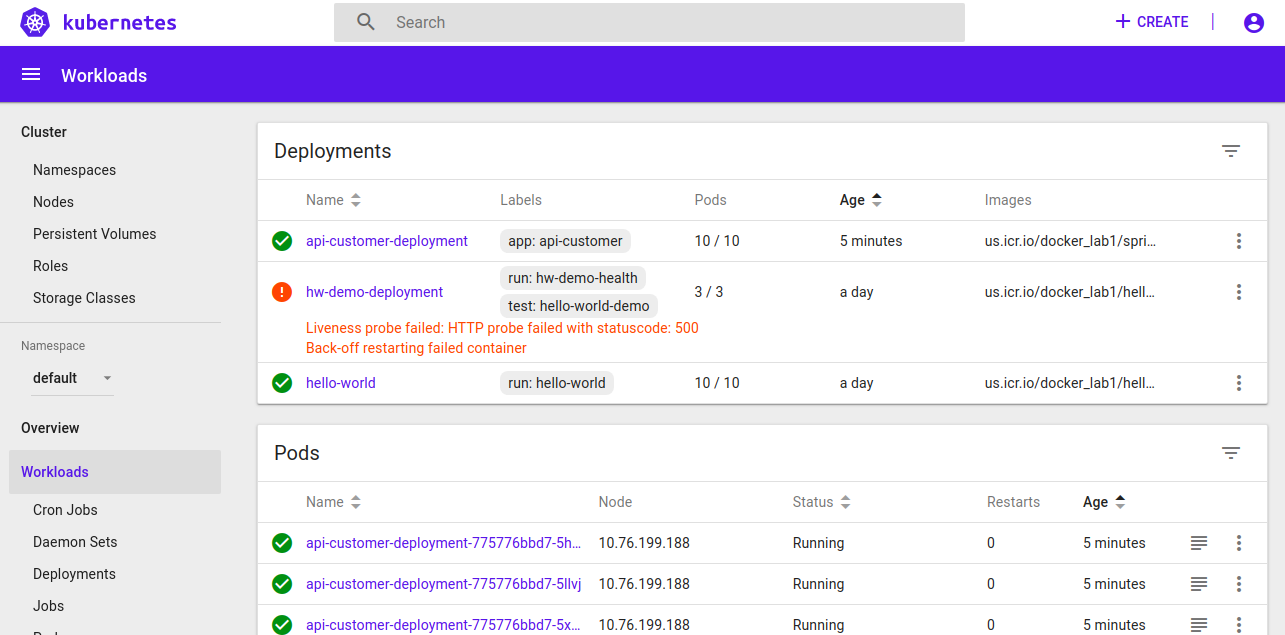 kubernetes
Search
CREATE
Workloads
Cluster
Namespaces
Nodes
Persistent Volumes
Roles
Storage Classes
Namespace
default
Overview
Workloads
Cron Jobs
Daemon Sets
Deployments
Jobs
Deployments
Name Labels Pods Age Images
api-customer-deployment app: api-customer 10 / 10 5 minutes us.icr.io/docker_lab1/spri...
run: hw-demo-health
hw-demo-deployment 3 / 3 a day us.icr.io/docker_lab1/hell...
test: hello-world-demo
Liveness probe failed: HTTP probe failed with statuscode: 500
Back-off restarting failed container
hello-world run: hello-world 10 / 10 a day us.icr.io/docker_lab1/hell...
Pods
Name Node Status Restarts Age
api-customer-deployment-775776bbd7-5h... 10.76.199.188 Running 0 5 minutes
api-customer-deployment-775776bbd7-5llvj 10.76.199.188 Running 0 5 minutes
api-customer-deployment-775776bbd7-5x... 10.76.199.188 Running 0 5 minutes